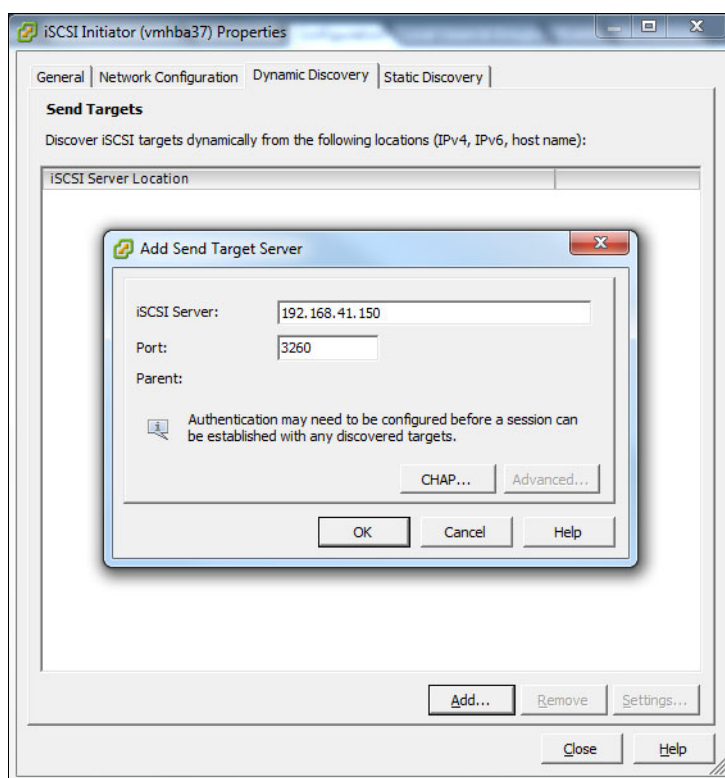 iSCSI Initiator (vmhba37) Properties
General Network Configuration Dynamic Discovery Static Discovery
Send Targets
Discover iSCSI targets dynamically from the following locations (IPv4, IPv6, host name):
iSCSI Server Location
Add Send Target Server
iSCSI Server: 192.168.41.150
Port: 3260
Parent:
Authentication may need to be configured before a session can
be established with any discovered targets.
CHAP... Advanced...
OK Cancel Help
Add... Remove Settings...
Close Help